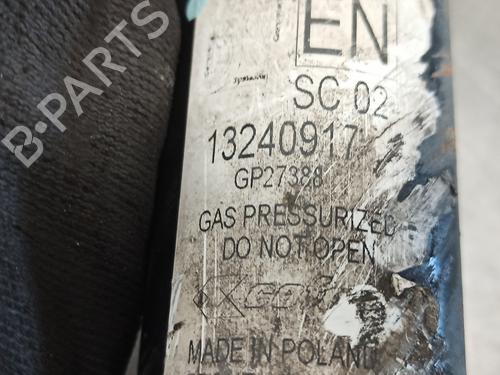 B-PARTS
EN
SC 02
13240917
GP27388
GAS PRESSURIZED
DO NOT OPEN
MADE IN POLAND